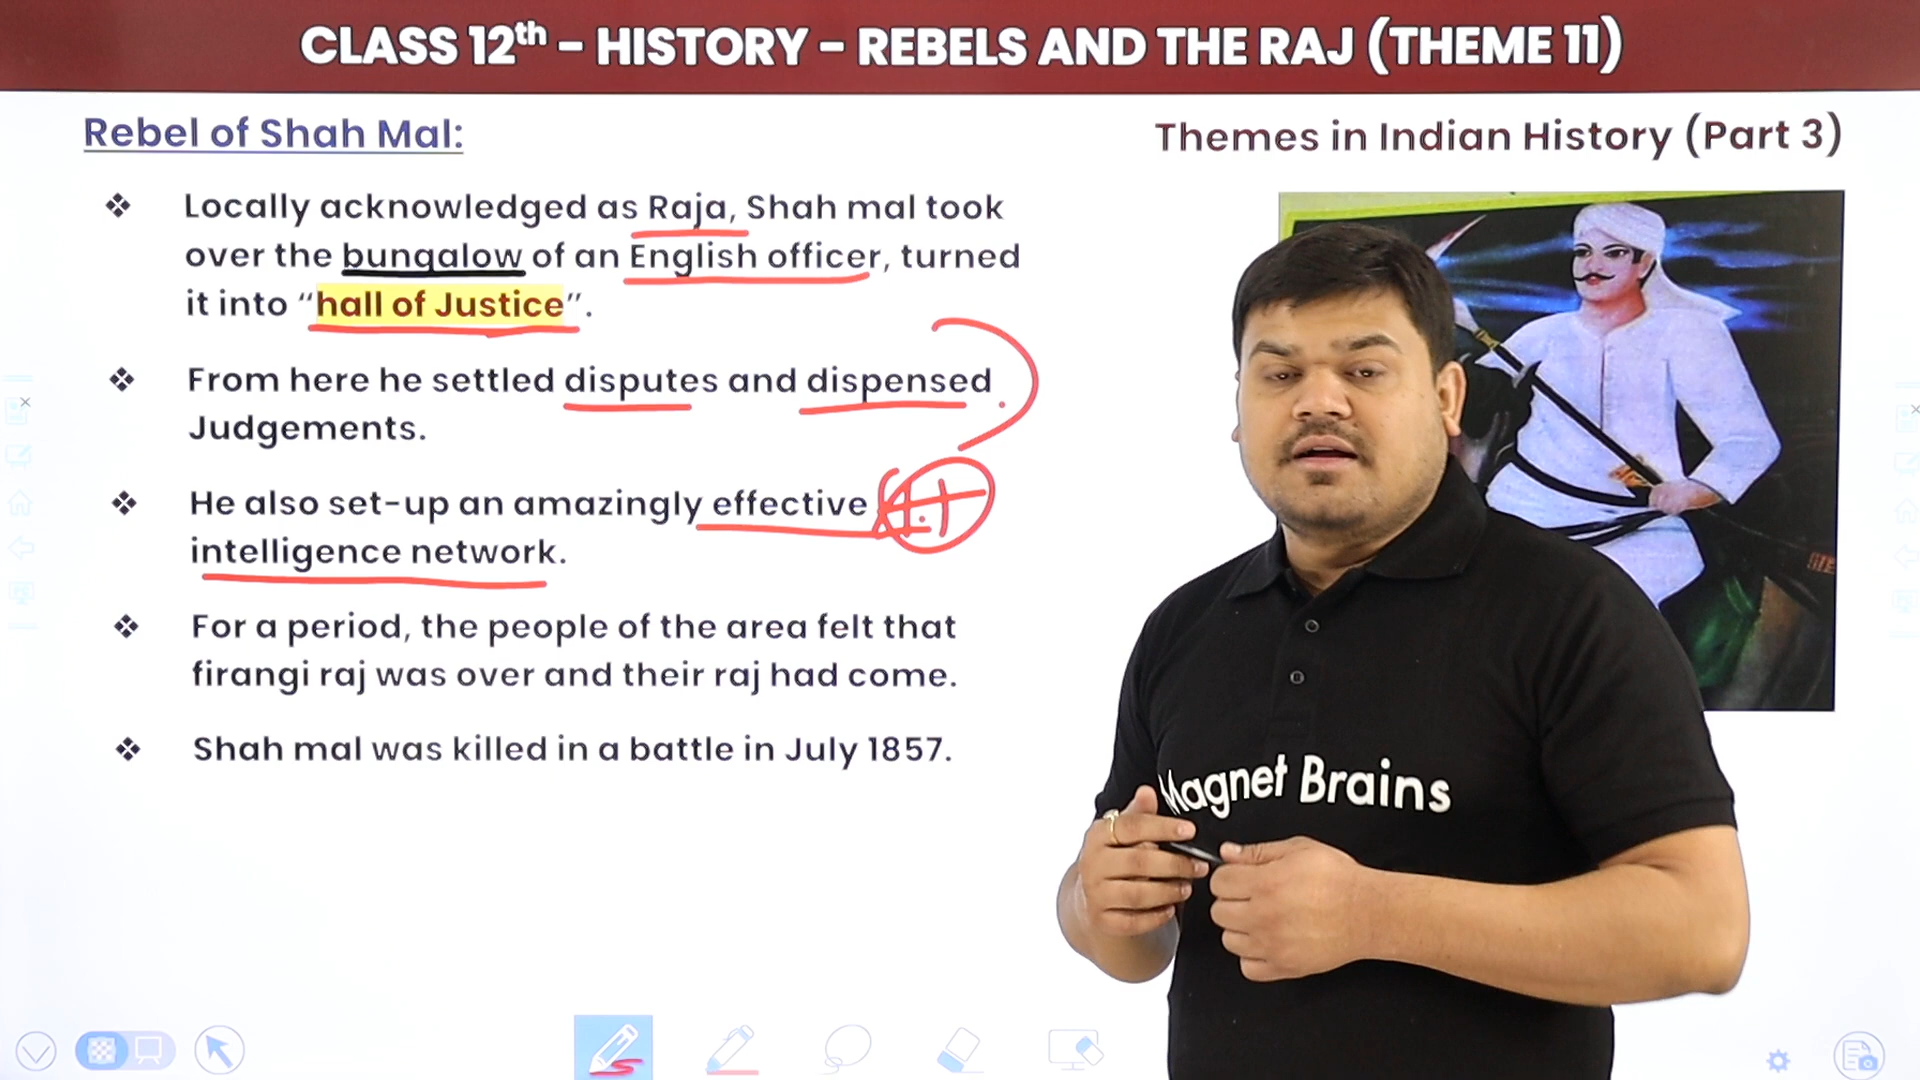 CLASS 12th – HISTORY – REBELS AND THE RAJ (THEME 11)
Rebel of Shah Mal:
Themes in Indian History (Part 3)
❖ Locally acknowledged as Raja, Shah mal took
over the bungalow of an English officer, turned
it into “hall of Justice”.
❖ From here he settled disputes and dispensed
Judgements.
❖ He also set-up an amazingly effective
intelligence network.
❖ For a period, the people of the area felt that
firangi raj was over and their raj had come.
❖ Shah mal was killed in a battle in July 1857.
Magnet Brains